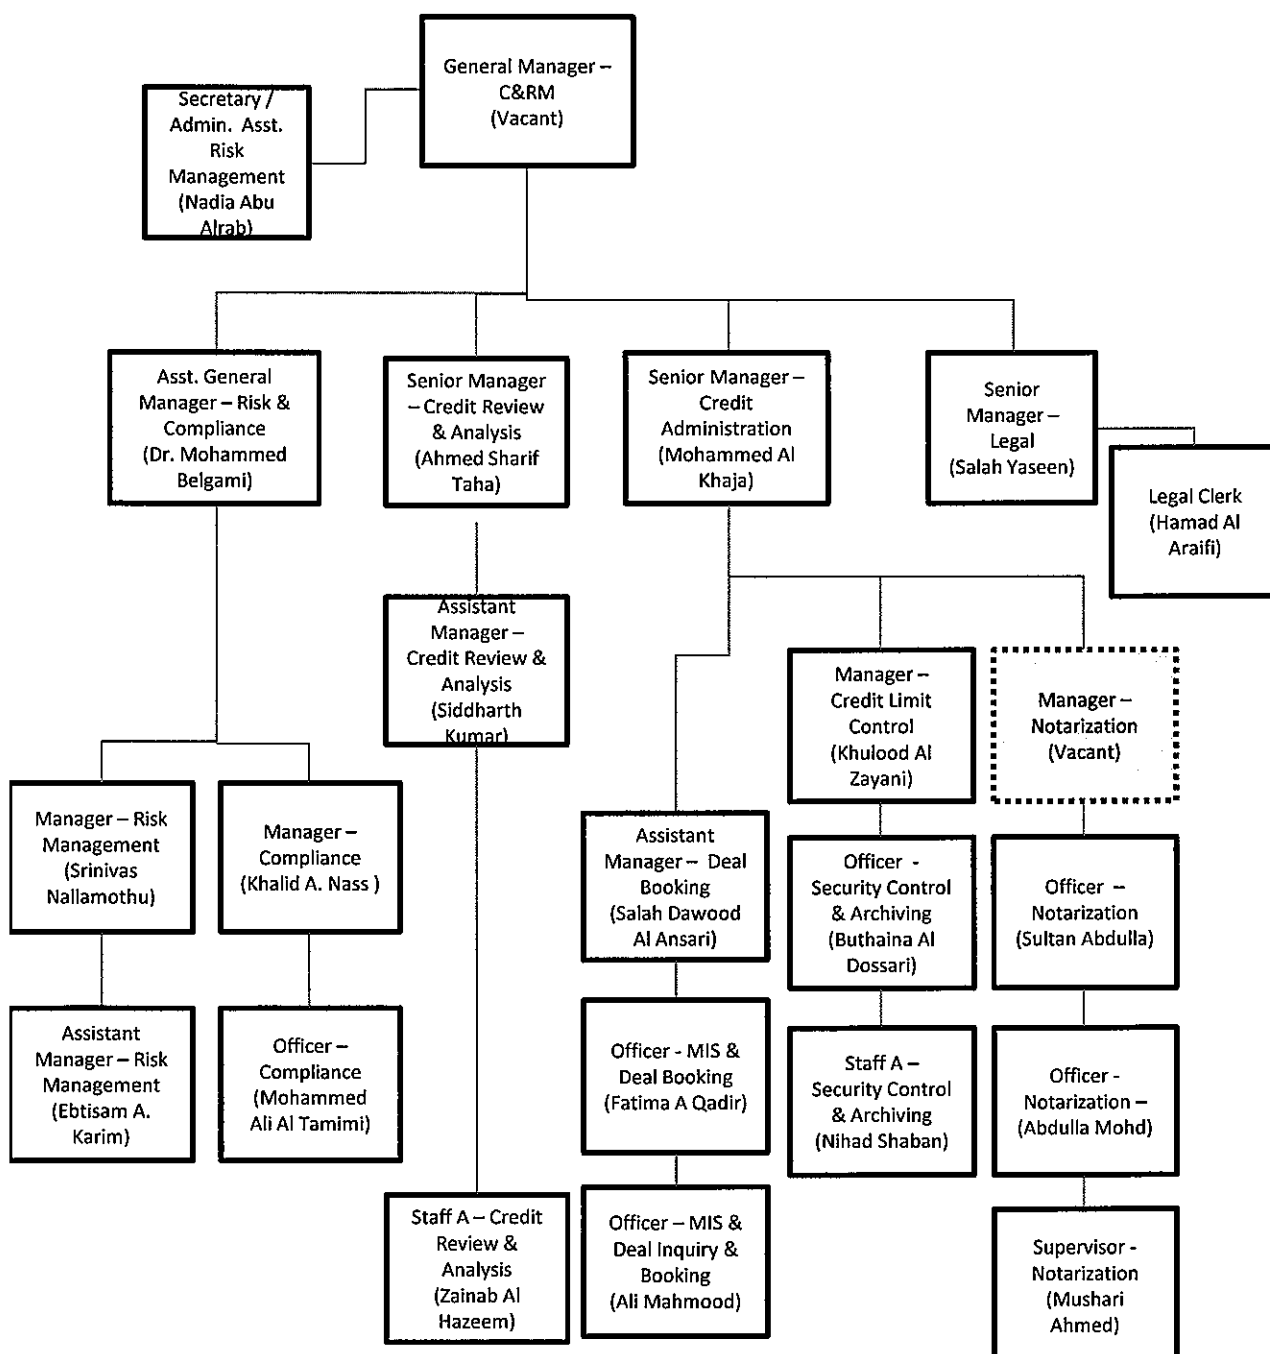 General Manager –
C&RM
(Vacant)
Secretary /
Admin. Asst.
Risk
Management
(Nadia Abu
Alrab)
Asst. General
Manager – Risk &
Compliance
(Dr. Mohammed
Belgami)
Senior Manager
– Credit Review
& Analysis
(Ahmed Sharif
Taha)
Senior Manager –
Credit
Administration
(Mohammed Al
Khaja)
Senior
Manager –
Legal
(Salah Yaseen)
Legal Clerk
(Hamad Al
Araifi)
Assistant
Manager –
Credit Review &
Analysis
(Siddharth
Kumar)
Manager –
Credit Limit
Control
(Khulood Al
Zayani)
Manager –
Notarization
(Vacant)
Manager – Risk
Management
(Srinivas
Nallamothu)
Manager –
Compliance
(Khalid A. Nass )
Assistant
Manager – Deal
Booking
(Salah Dawood
Al Ansari)
Officer -
Security Control
& Archiving
(Buthaina Al
Dossari)
Officer –
Notarization
(Sultan Abdulla)
Assistant
Manager – Risk
Management
(Ebtisam A.
Karim)
Officer –
Compliance
(Mohammed
Ali Al Tamimi)
Officer - MIS &
Deal Booking
(Fatima A Qadir)
Staff A –
Security Control
& Archiving
(Nihad Shaban)
Officer -
Notarization –
(Abdulla Mohd)
Staff A – Credit
Review &
Analysis
(Zainab Al
Hazeem)
Officer – MIS &
Deal Inquiry &
Booking
(Ali Mahmood)
Supervisor -
Notarization
(Mushari
Ahmed)